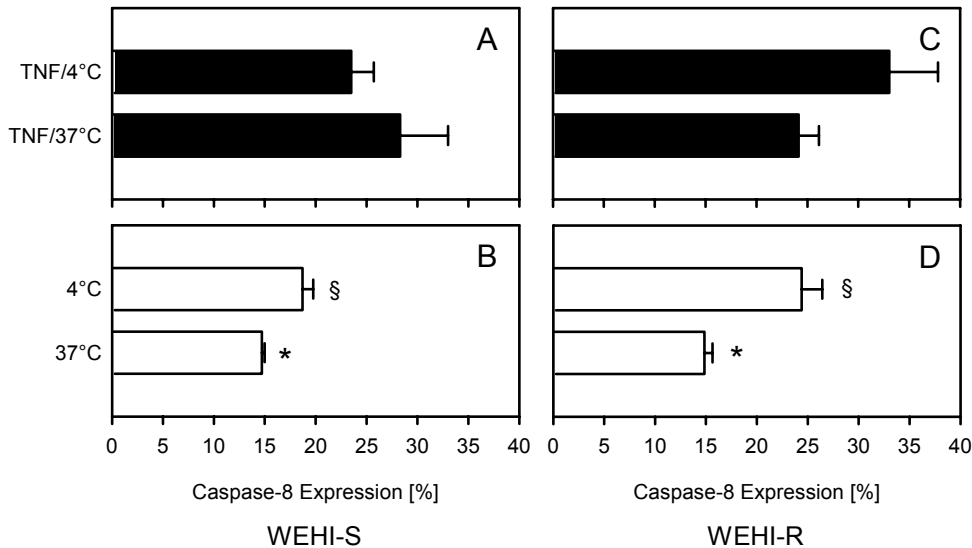 A
C
TNF/4°C
TNF/37°C
B
D
4°C
§
§
37°C
*
*
0 5 10 15 20 25 30 35 40
0 5 10 15 20 25 30 35 40
Caspase-8 Expression [%]
Caspase-8 Expression [%]
WEHI-S
WEHI-R